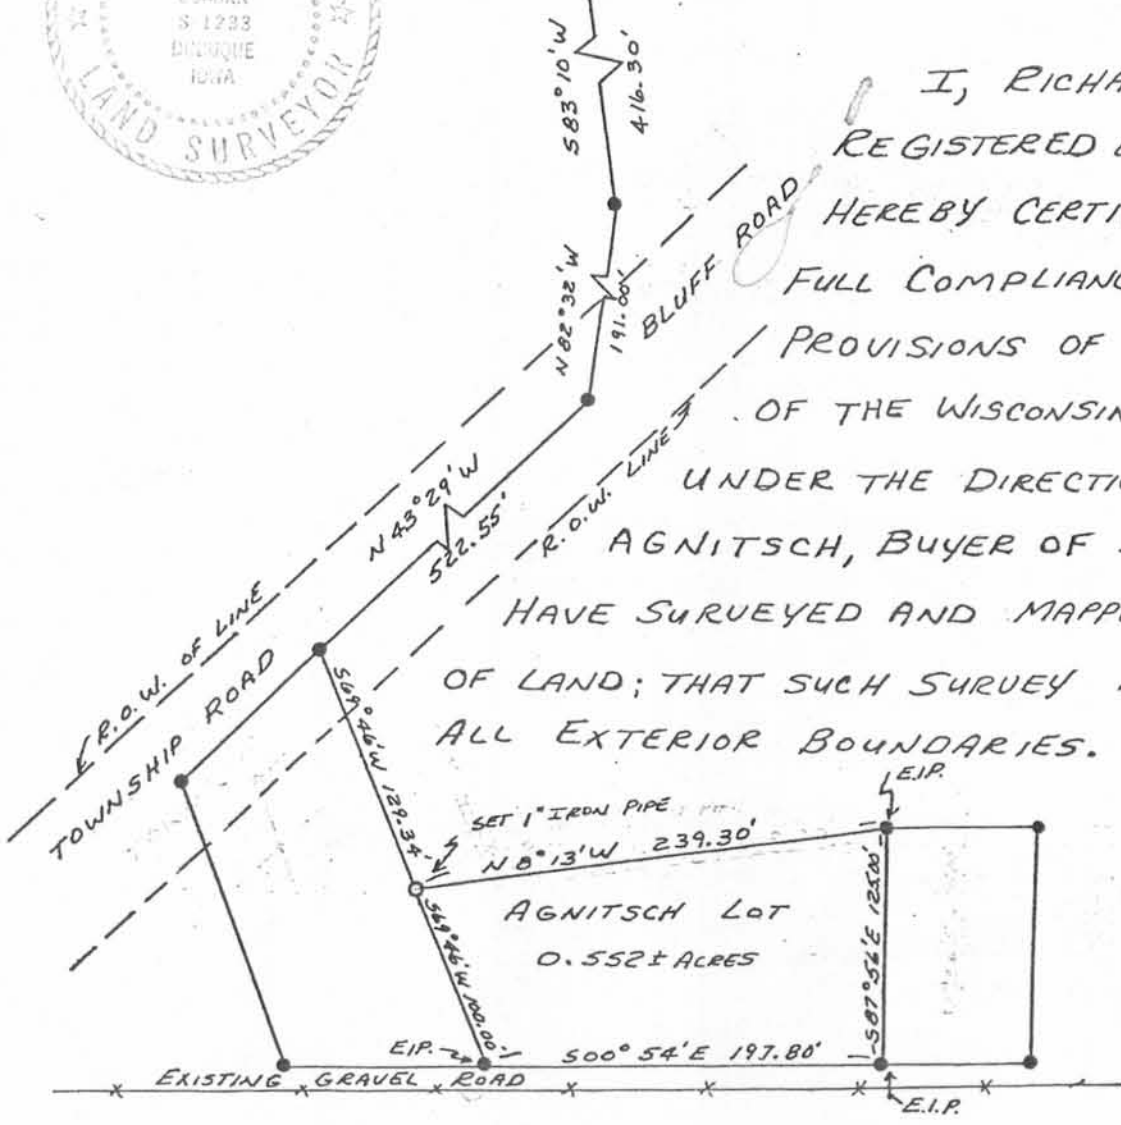 S-1233
DUBUQUE
IOWA
LAND SURVEYOR
S83°10'W
416.30'
I, RICHA
REGISTERED
HEREBY CERTI
FULL COMPLIANC
PROVISIONS OF
OF THE WISCONSIN
UNDER THE DIRECTI
AGNITSCH, BUYER OF
HAVE SURVEYED AND MAPP
OF LAND; THAT SUCH SURVEY
ALL EXTERIOR BOUNDARIES.
N82°32'W
191.00'
BLUFF ROAD
N43°29'W
522.55'
R.O.W. LINE
R.O.W. OF LINE
TOWNSHIP ROAD
S69°46'W 129.34'
SET 1" IRON PIPE
E.I.P.
N8°13'W 239.30'
AGNITSCH LOT
0.552± ACRES
S69°46'W 100.00'
S87°56'E 125.00'
EIP.
S00°54'E 197.80'
EXISTING GRAVEL ROAD
E.I.P.